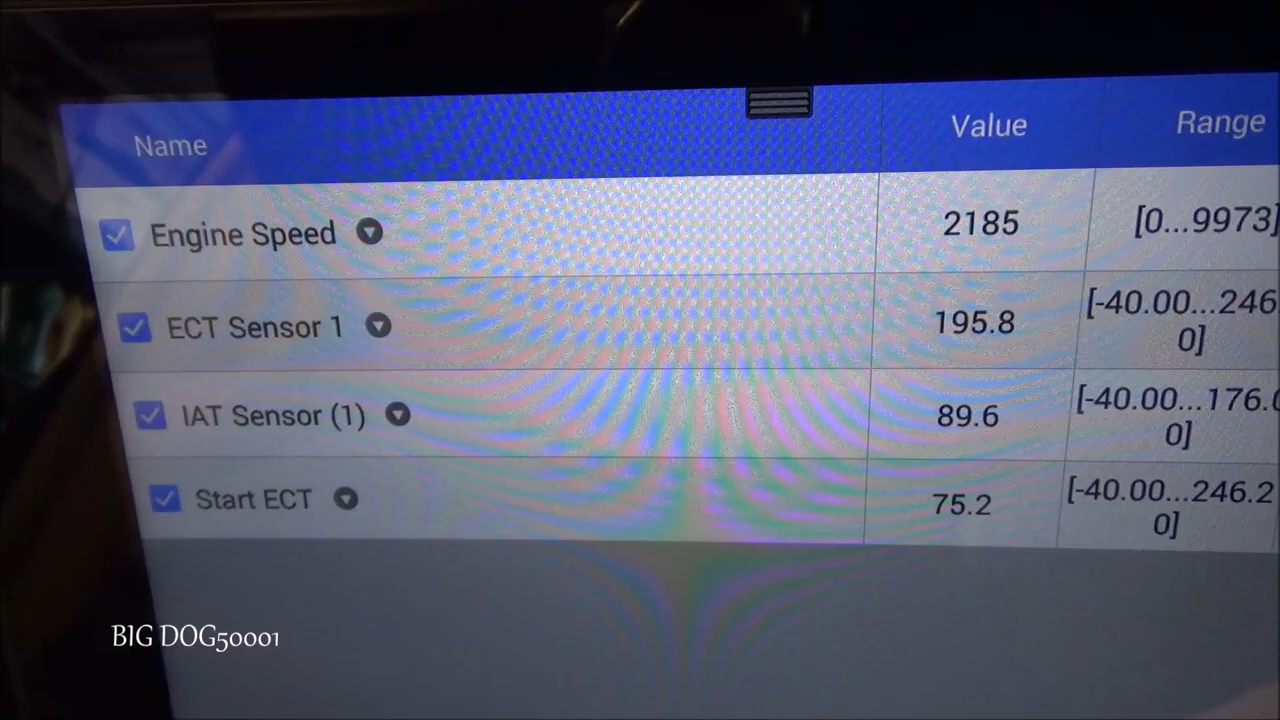 Name Value Range
Engine Speed 2185 [0...9973]
ECT Sensor 1 195.8 [-40.00...246
0]
IAT Sensor (1) 89.6 [-40.00...176.0
0]
Start ECT 75.2 [-40.00...246.2
0]
BIG DOG50001